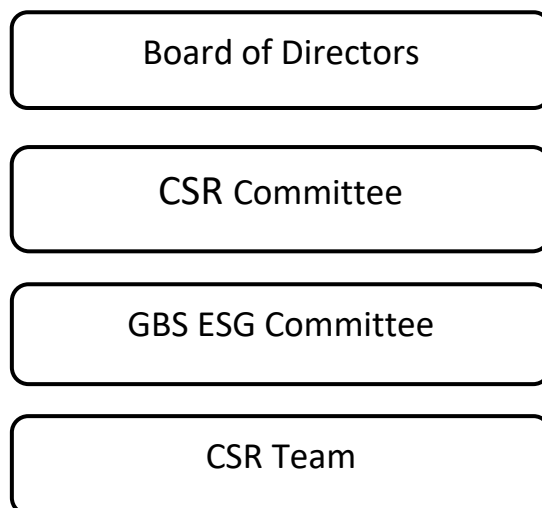 Board of Directors
CSR Committee
GBS ESG Committee
CSR Team